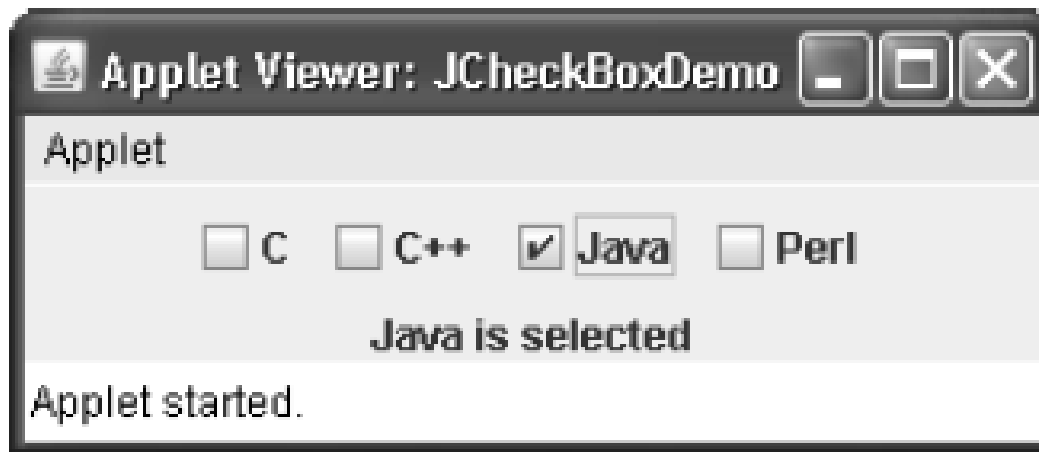 Applet Viewer: JCheckBoxDemo
Applet
C C++ Java Perl
Java is selected
Applet started.